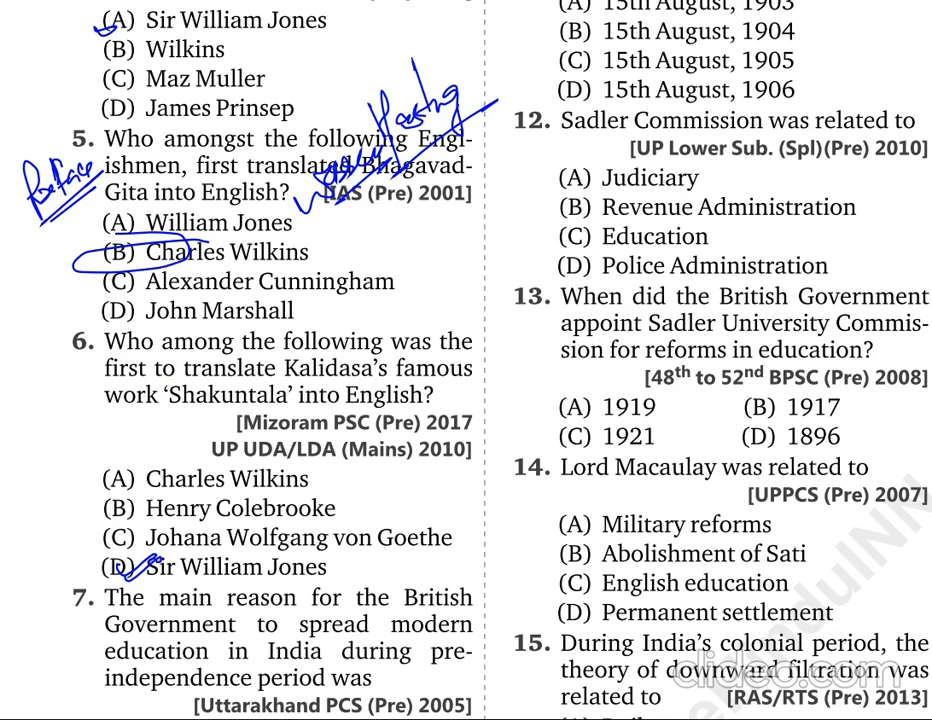 (A) Sir William Jones
(B) Wilkins
(C) Maz Muller
(D) James Prinsep
5. Who amongst the following Engl-
ishmen, first translated Bhagavad-
Gita into English? [IAS (Pre) 2001]
Preface
Hasting
(A) William Jones
(B) Charles Wilkins
(C) Alexander Cunningham
(D) John Marshall
6. Who among the following was the
first to translate Kalidasa's famous
work ‘Shakuntala’ into English?
[Mizoram PSC (Pre) 2017
UP UDA/LDA (Mains) 2010]
(A) Charles Wilkins
(B) Henry Colebrooke
(C) Johana Wolfgang von Goethe
(D) Sir William Jones
7. The main reason for the British
Government to spread modern
education in India during pre-
independence period was
[Uttarakhand PCS (Pre) 2005]
(A) 15th August, 1903
(B) 15th August, 1904
(C) 15th August, 1905
(D) 15th August, 1906
12. Sadler Commission was related to
[UP Lower Sub. (Spl)(Pre) 2010]
(A) Judiciary
(B) Revenue Administration
(C) Education
(D) Police Administration
13. When did the British Government
appoint Sadler University Commis-
sion for reforms in education?
[48th to 52nd BPSC (Pre) 2008]
(A) 1919 (B) 1917
(C) 1921 (D) 1896
14. Lord Macaulay was related to
[UPPCS (Pre) 2007]
(A) Military reforms
(B) Abolishment of Sati
(C) English education
(D) Permanent settlement
15. During India's colonial period, the
theory of downward filtration was
related to [RAS/RTS (Pre) 2013]
clideo.com